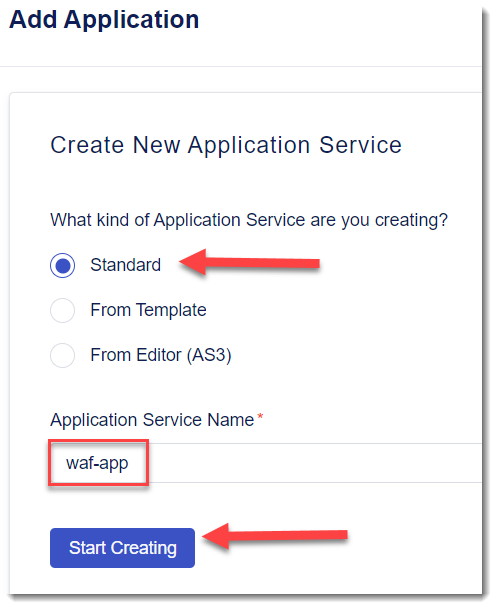 Add Application
Create New Application Service
What kind of Application Service are you creating?
Standard
From Template
From Editor (AS3)
Application Service Name*
waf-app
Start Creating